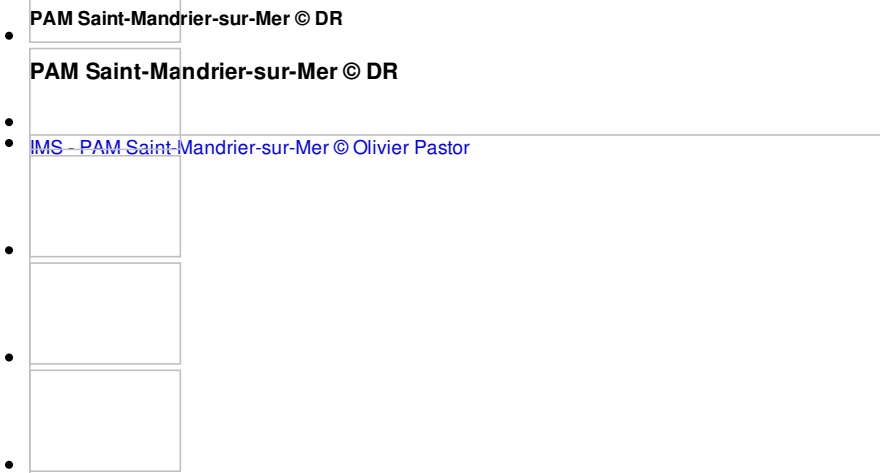 PAM Saint-Mandrier-sur-Mer © DR
PAM Saint-Mandrier-sur-Mer © DR
IMS - PAM Saint-Mandrier-sur-Mer © Olivier Pastor